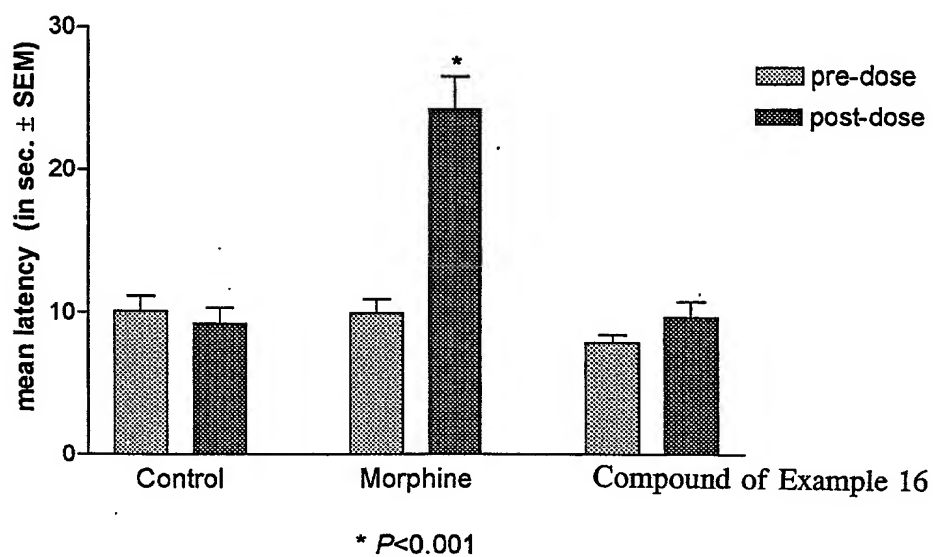 mean latency (in sec. ± SEM)
30
20
10
0
*
pre-dose
post-dose
Control
Morphine
Compound of Example 16
* P<0.001